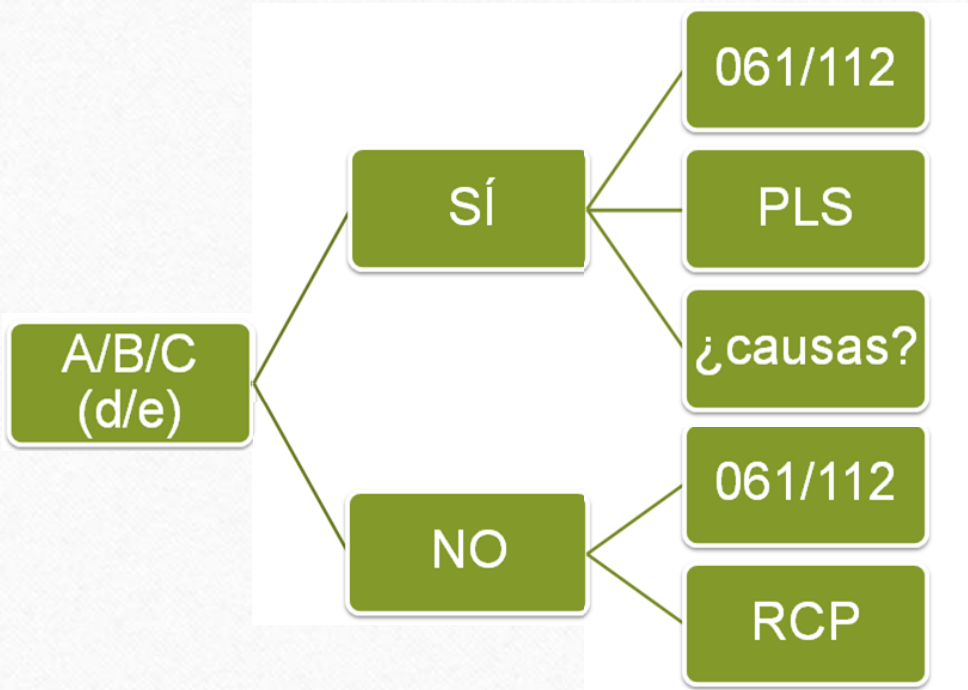 A/B/C
(d/e)
SÍ
061/112
PLS
¿causas?
NO
061/112
RCP